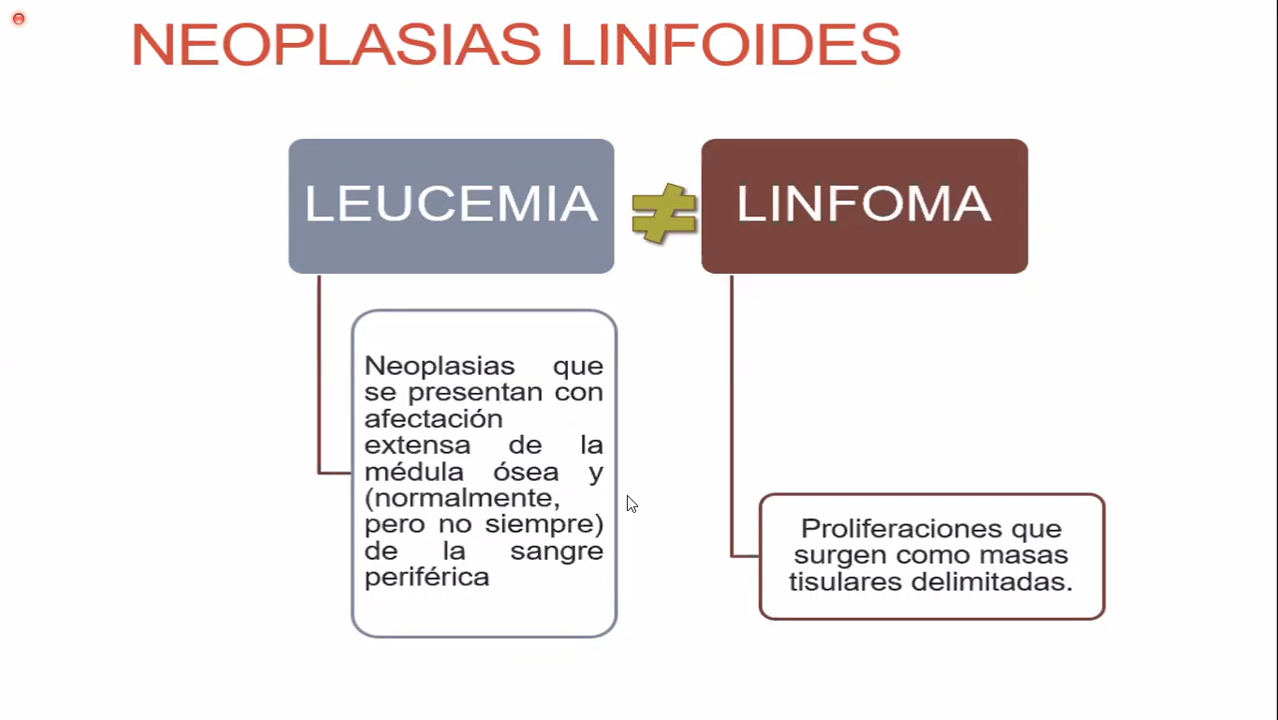 NEOPLASIAS LINFOIDES
LEUCEMIA
≠
LINFOMA
Neoplasias que
se presentan con
afectación
extensa de la
médula ósea y
(normalmente,
pero no siempre)
de la sangre
periférica
Proliferaciones que
surgen como masas
tisulares delimitadas.